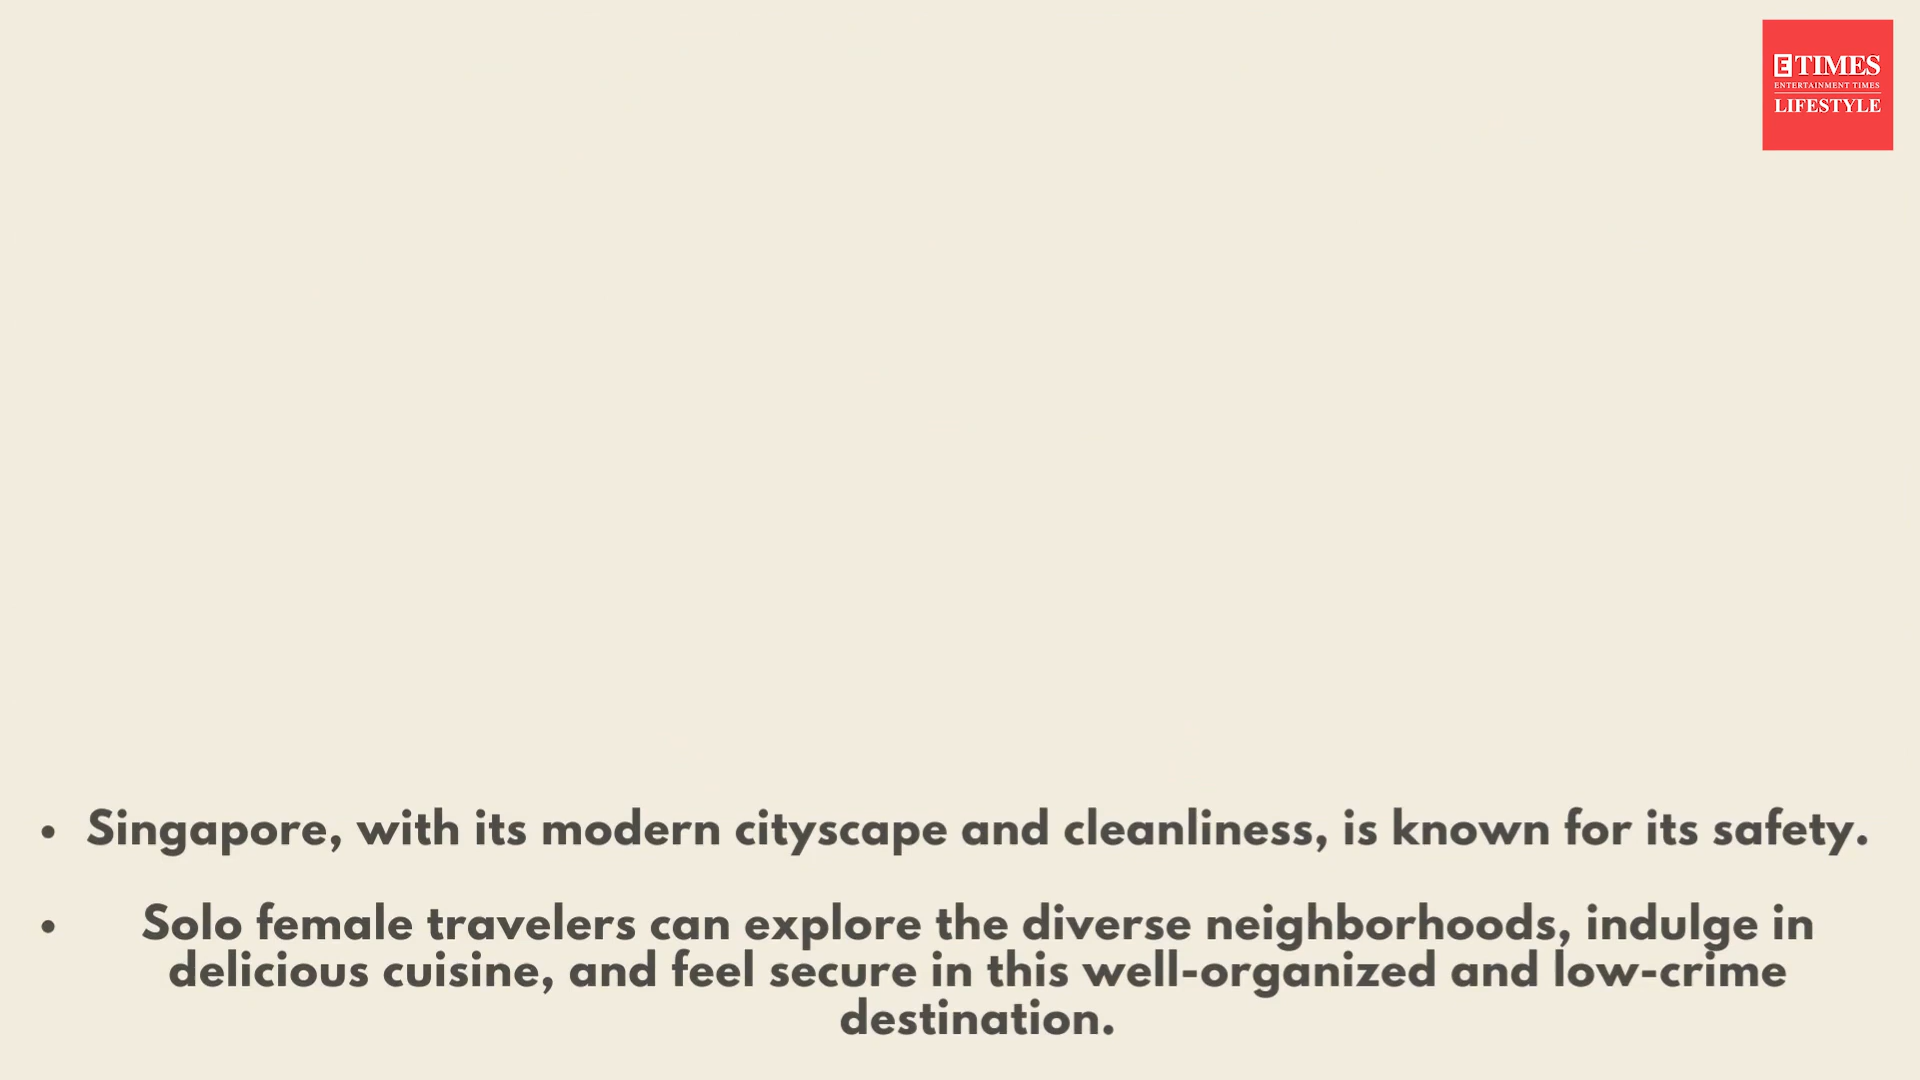 ETIMES
ENTERTAINMENT TIMES
LIFESTYLE
• Singapore, with its modern cityscape and cleanliness, is known for its safety.
• Solo female travelers can explore the diverse neighborhoods, indulge in
delicious cuisine, and feel secure in this well-organized and low-crime
destination.